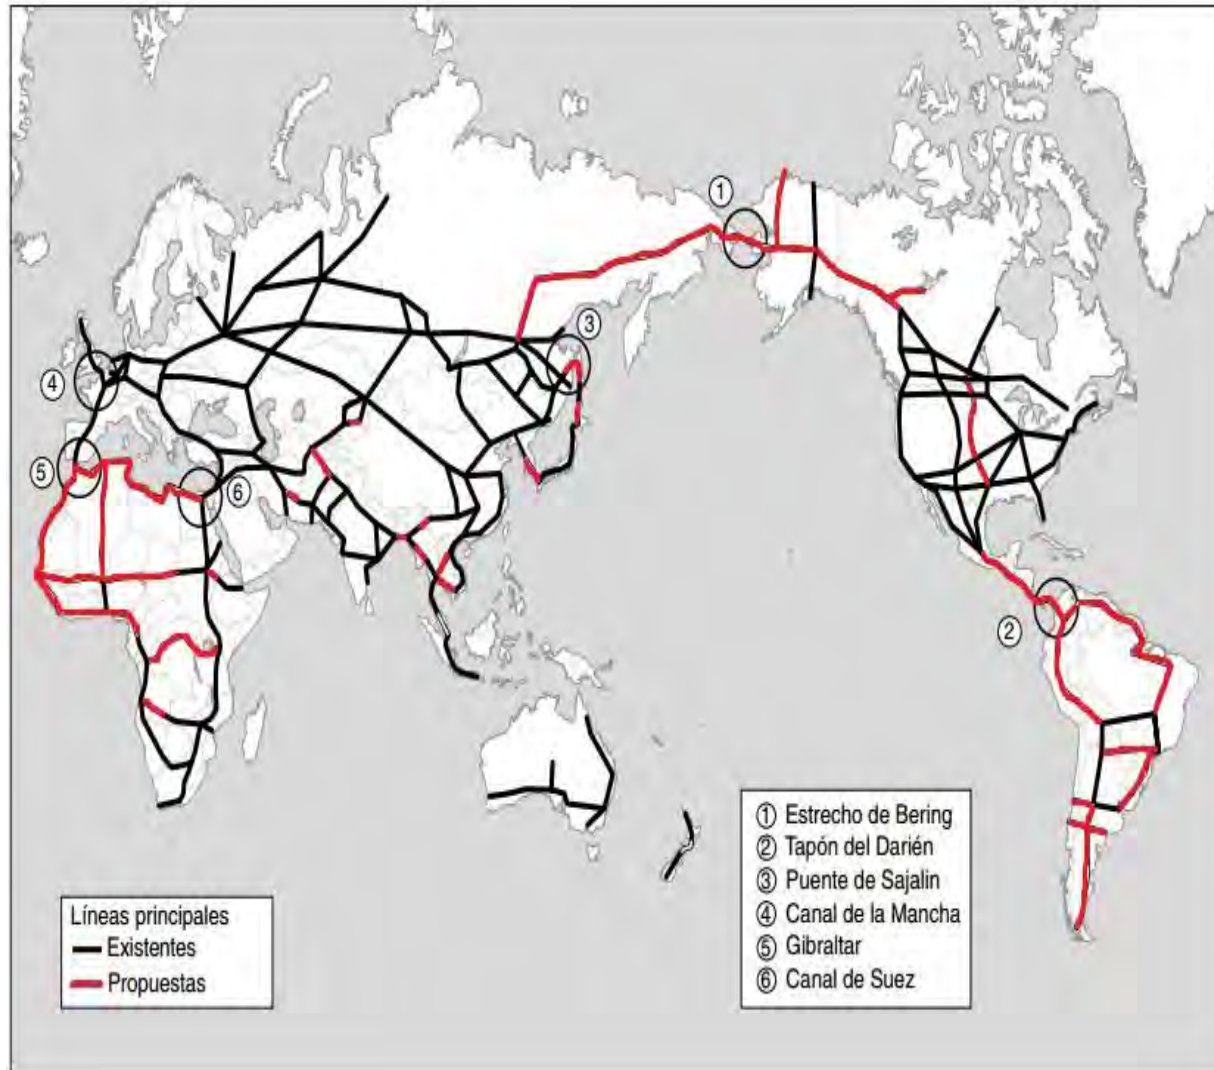 ①
③
④
⑤
⑥
②
① Estrecho de Bering
② Tapón del Darién
③ Puente de Sajalin
④ Canal de la Mancha
⑤ Gibraltar
⑥ Canal de Suez
Líneas principales
Existentes
Propuestas